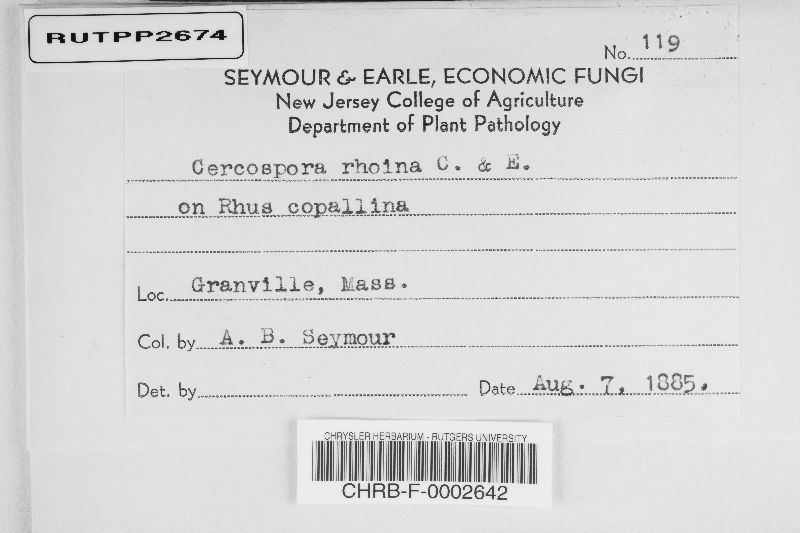 RUTPP2674
No. 119
SEYMOUR & EARLE, ECONOMIC FUNGI
New Jersey College of Agriculture
Department of Plant Pathology
Cercospora rhoina C. & E.
on Rhus copallina
Loc. Granville, Mass.
Col. by A. B. Seymour
Det. by Date Aug. 7, 1885.
CHRYSLER HERBARIUM - RUTGERS UNIVERSITY
CHRB-F-0002642